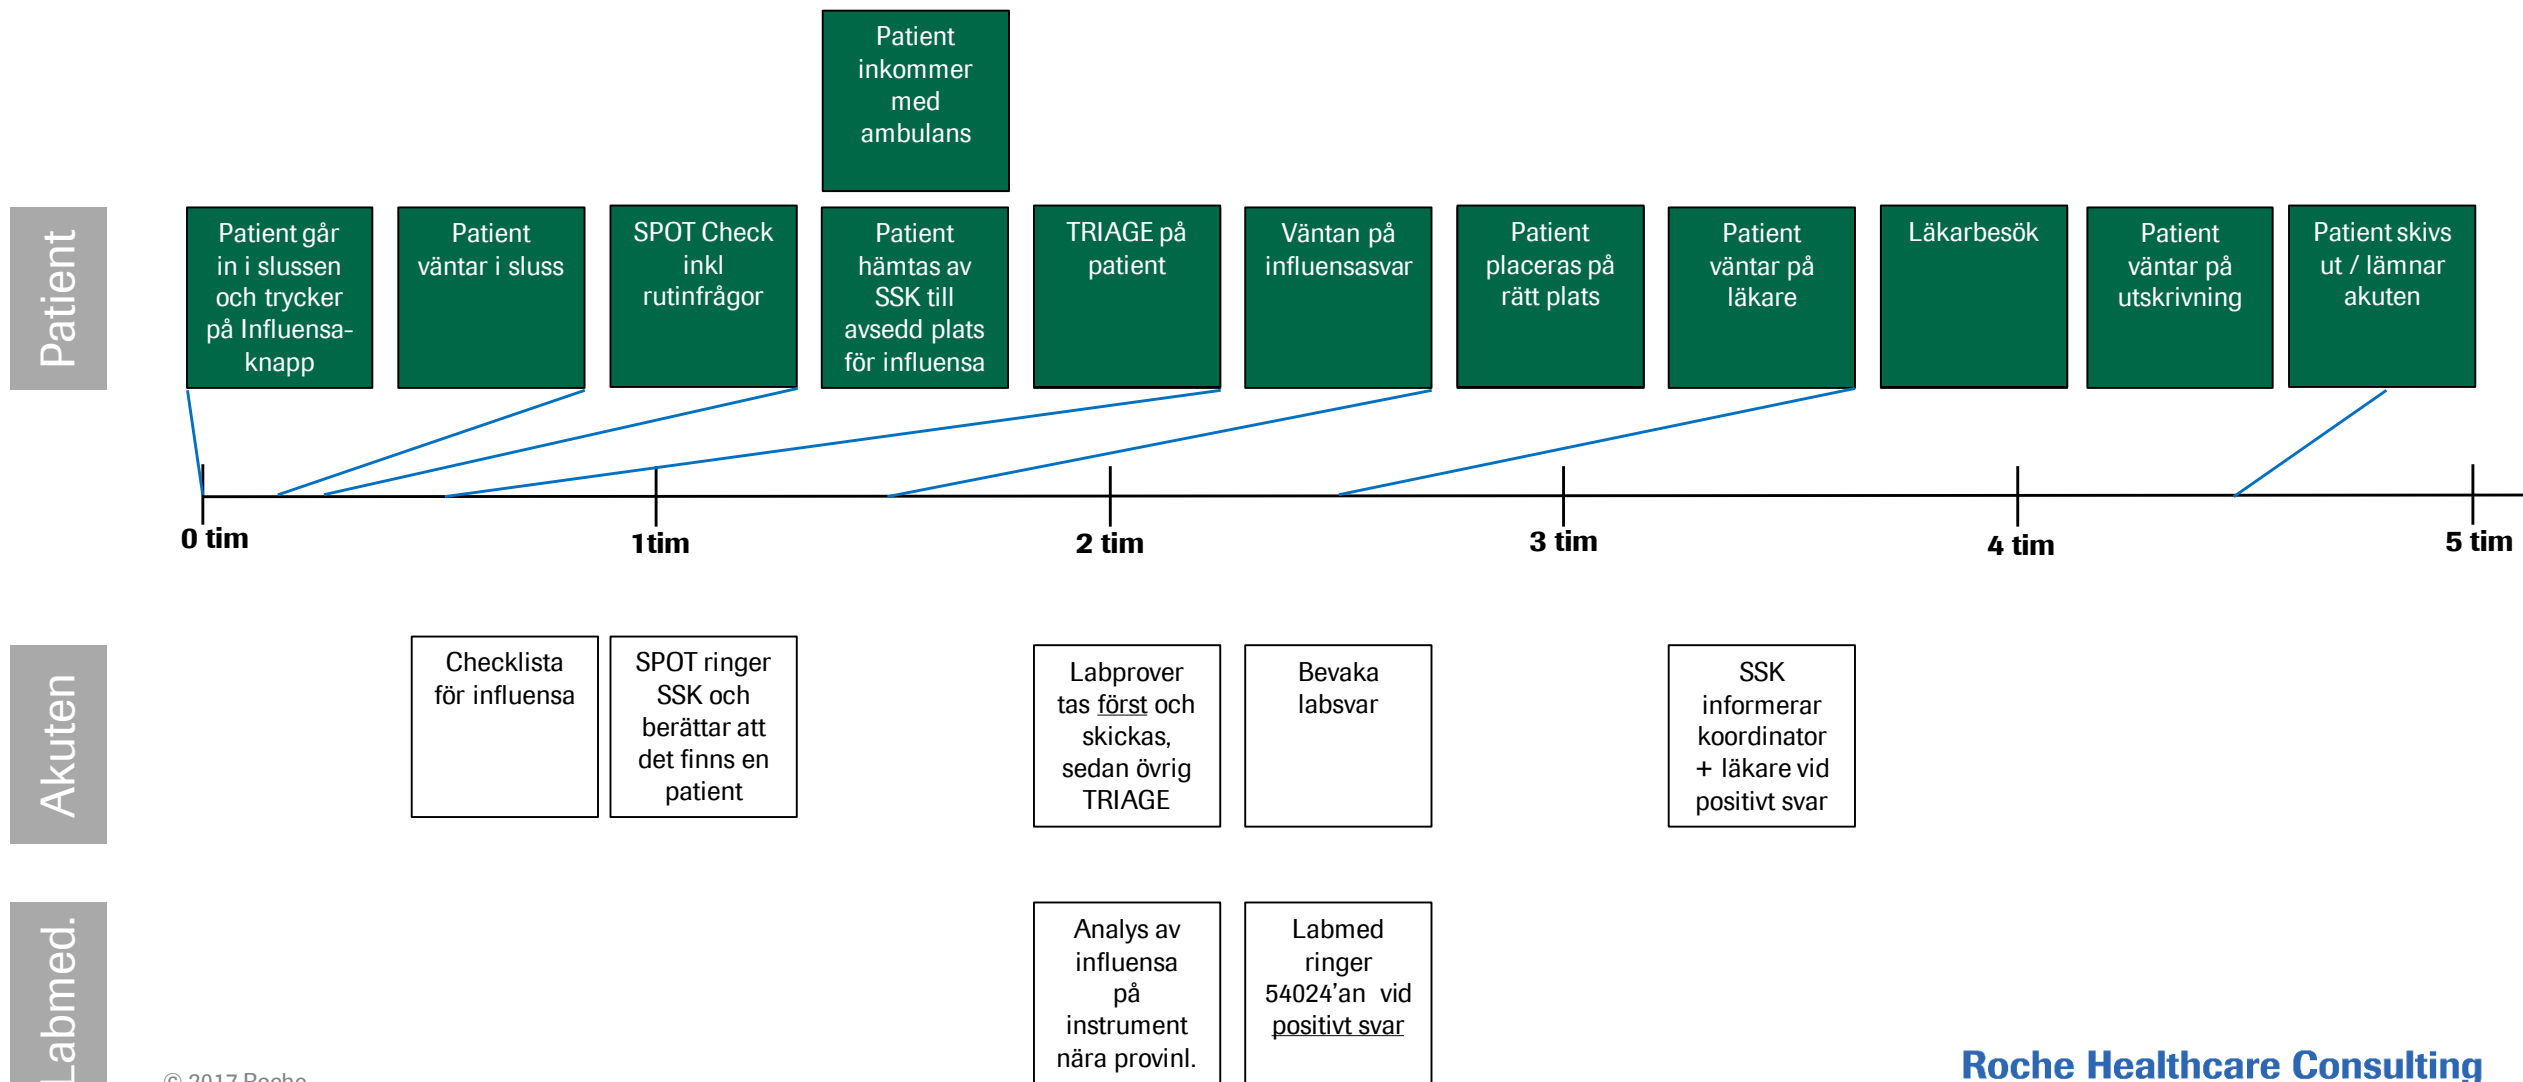 Patient
inkommer
med
ambulans
Patient
Patient går
in i slussen
och trycker
på Influensa-
knapp
Patient
väntar i sluss
SPOT Check
inkl
rutinfrågor
Patient
hämtas av
SSK till
avsedd plats
för influensa
TRIAGE på
patient
Väntan på
influensasvar
Patient
placeras på
rätt plats
Patient
väntar på
läkare
Läkarbesök
Patient
väntar på
utskrivning
Patient skivs
ut / lämnar
akuten
0 tim
1tim
2 tim
3 tim
4 tim
5 tim
Akuten
Checklista
för influensa
SPOT ringer
SSK och
berättar att
det finns en
patient
Labprover
tas först och
skickas,
sedan övrig
TRIAGE
Bevaka
labsvar
SSK
informerar
koordinator
+ läkare vid
positivt svar
Labmed.
Analys av
influensa
på
instrument
nära provinl.
Labmed
ringer
54024’an vid
positivt svar
© 2017 Roche
Roche Healthcare Consulting